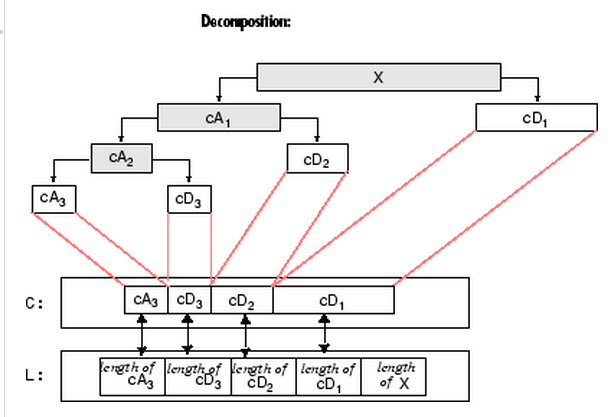 Decomposition:
X
cA1
cD1
cA2
cD2
cA3
cD3
C:
cA3 cD3 cD2 cD1
L:
length of length of length of length of length
cA3 cD3 cD2 cD1 of X